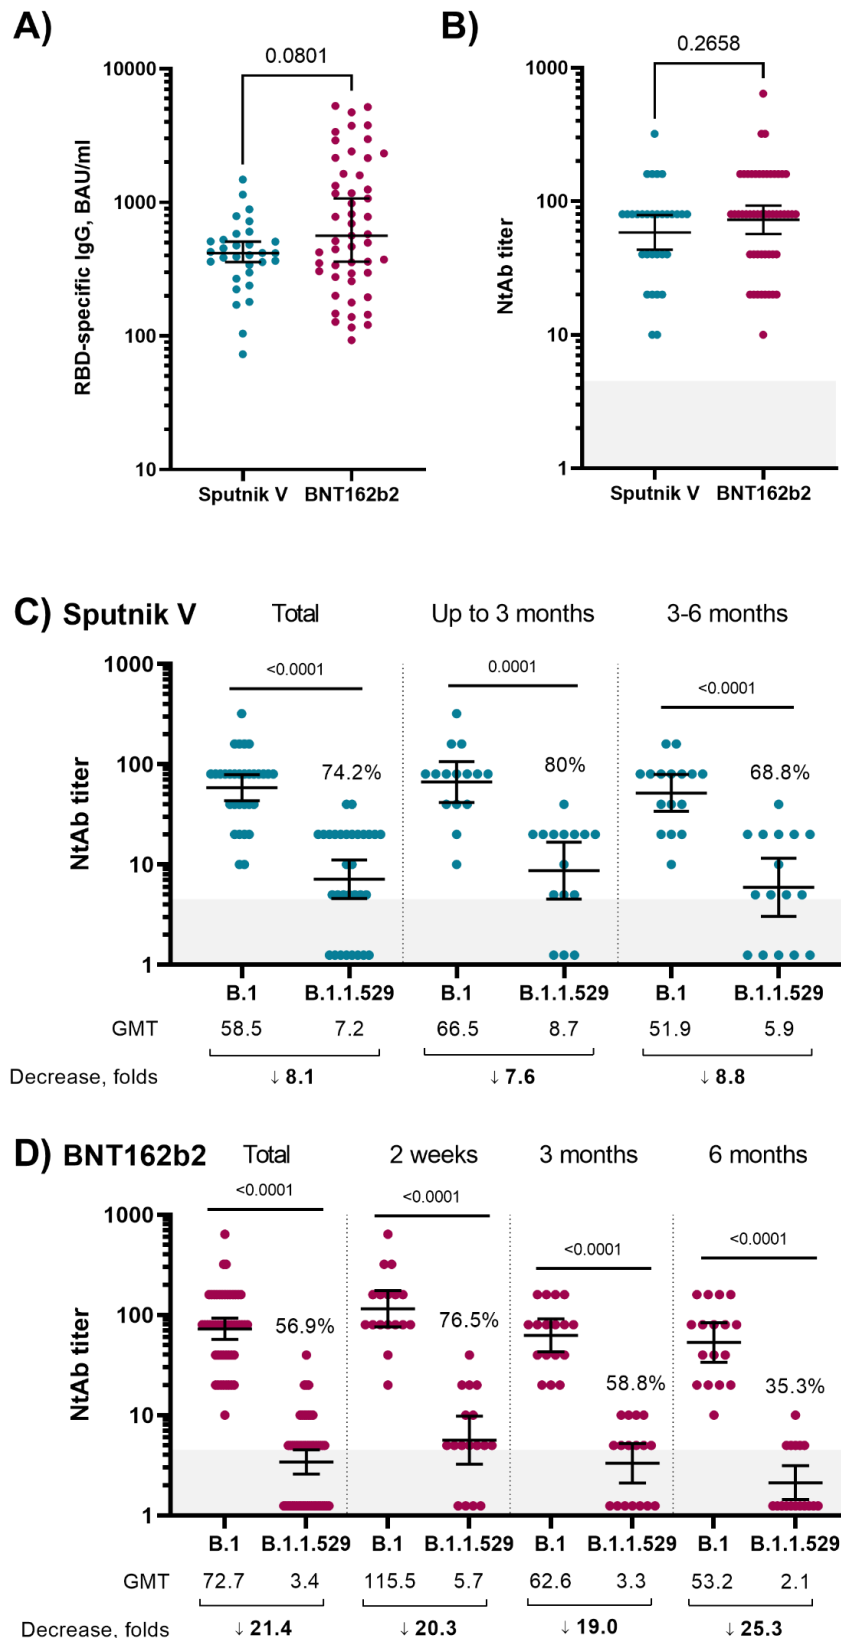 A)
B)
0.0801
0.2658
10000
1000
100
10
RBD-specific IgG, BAU/ml
Sputnik V BNT162b2
1000
100
10
1
NtAb titer
Sputnik V BNT162b2
C) Sputnik V Total Up to 3 months 3-6 months
<0.0001 0.0001 <0.0001
1000
100
10
1
NtAb titer
74.2% 80% 68.8%
B.1 B.1.1.529 B.1 B.1.1.529 B.1 B.1.1.529
GMT 58.5 7.2 66.5 8.7 51.9 5.9
Decrease, folds ↓ 8.1 ↓ 7.6 ↓ 8.8
D) BNT162b2 Total 2 weeks 3 months 6 months
<0.0001 <0.0001 <0.0001 <0.0001
1000
100
10
1
NtAb titer
56.9% 76.5% 58.8% 35.3%
B.1 B.1.1.529 B.1 B.1.1.529 B.1 B.1.1.529 B.1 B.1.1.529
GMT 72.7 3.4 115.5 5.7 62.6 3.3 53.2 2.1
Decrease, folds ↓ 21.4 ↓ 20.3 ↓ 19.0 ↓ 25.3